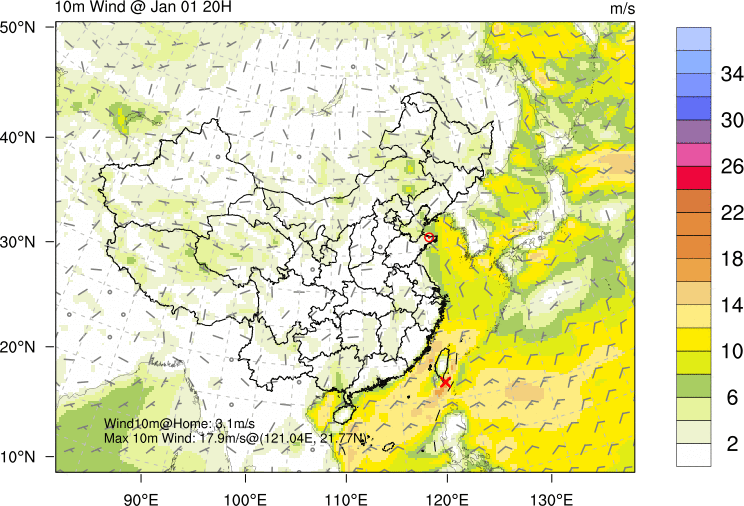 10m Wind @ Jan 01 20H
m/s
50°N
40°N
30°N
20°N
10°N
90°E
100°E
110°E
120°E
130°E
34
30
26
22
18
14
10
6
2
Wind10m@Home: 3.1m/s
Max 10m Wind: 17.9m/s@(121.04E, 21.77N)